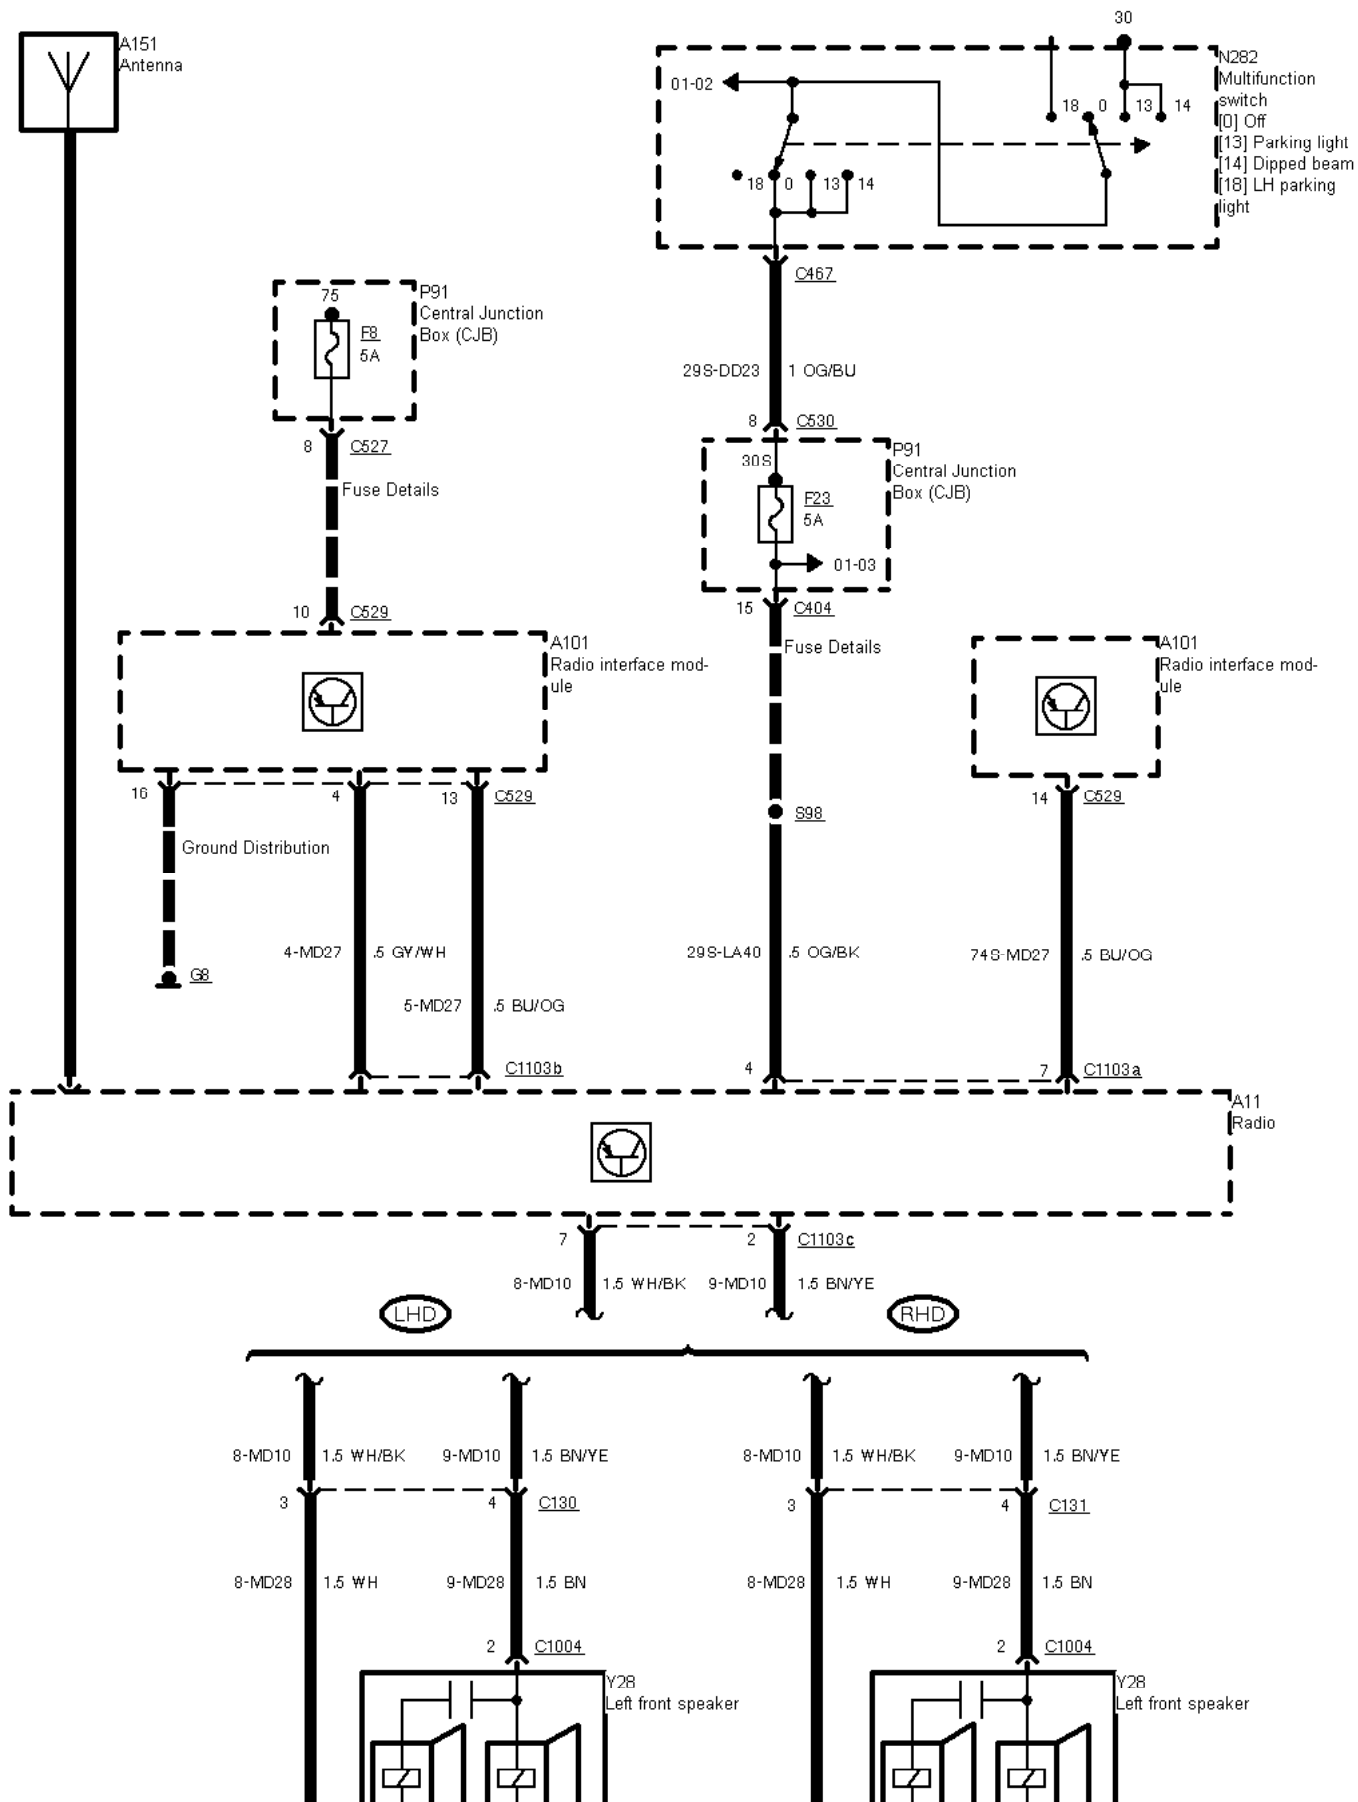 30
A151
Antenna
01-02
18
0
13
14
N282
Multifunction
switch
[0] Off
[13] Parking light
[14] Dipped beam
[18] LH parking
light
18
0
13
14
C467
75
F8
5A
P91
Central Junction
Box (CJB)
29S-DD23
1 OG/BU
8
C530
8
C527
Fuse Details
30S
F23
5A
01-03
P91
Central Junction
Box (CJB)
10
C529
15
C404
Fuse Details
A101
Radio interface mod-
ule
A101
Radio interface mod-
ule
16
4
13
C529
14
C529
S98
Ground Distribution
G8
4-MD27
.5 GY/WH
29S-LA40
.5 OG/BK
74S-MD27
.5 BU/OG
5-MD27
.5 BU/OG
C1103b
4
7
C1103a
A11
Radio
7
2
C1103c
8-MD10
1.5 WH/BK
9-MD10
1.5 BN/YE
LHD
RHD
8-MD10
1.5 WH/BK
9-MD10
1.5 BN/YE
8-MD10
1.5 WH/BK
9-MD10
1.5 BN/YE
3
4
C130
3
4
C131
8-MD28
1.5 WH
9-MD28
1.5 BN
8-MD28
1.5 WH
9-MD28
1.5 BN
2
C1004
2
C1004
Y28
Left front speaker
Y28
Left front speaker